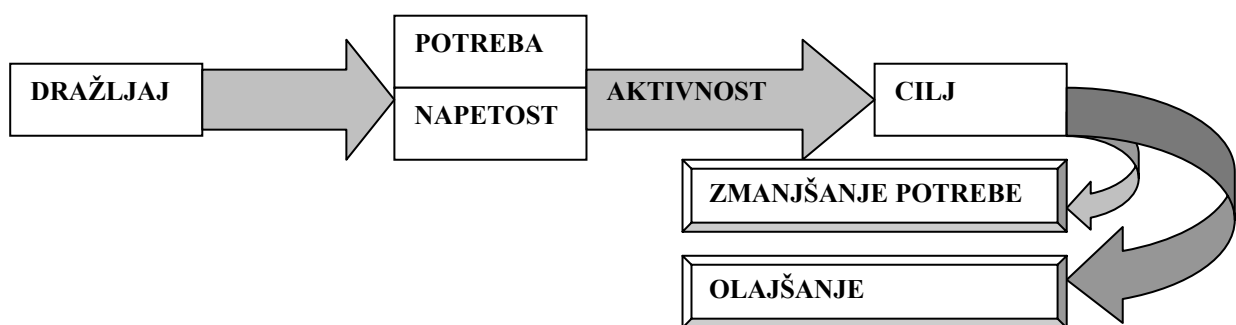 DRAŽLJAJ
POTREBA
NAPETOST
AKTIVNOST
CILJ
ZMANJŠANJE POTREBE
OLAJŠANJE